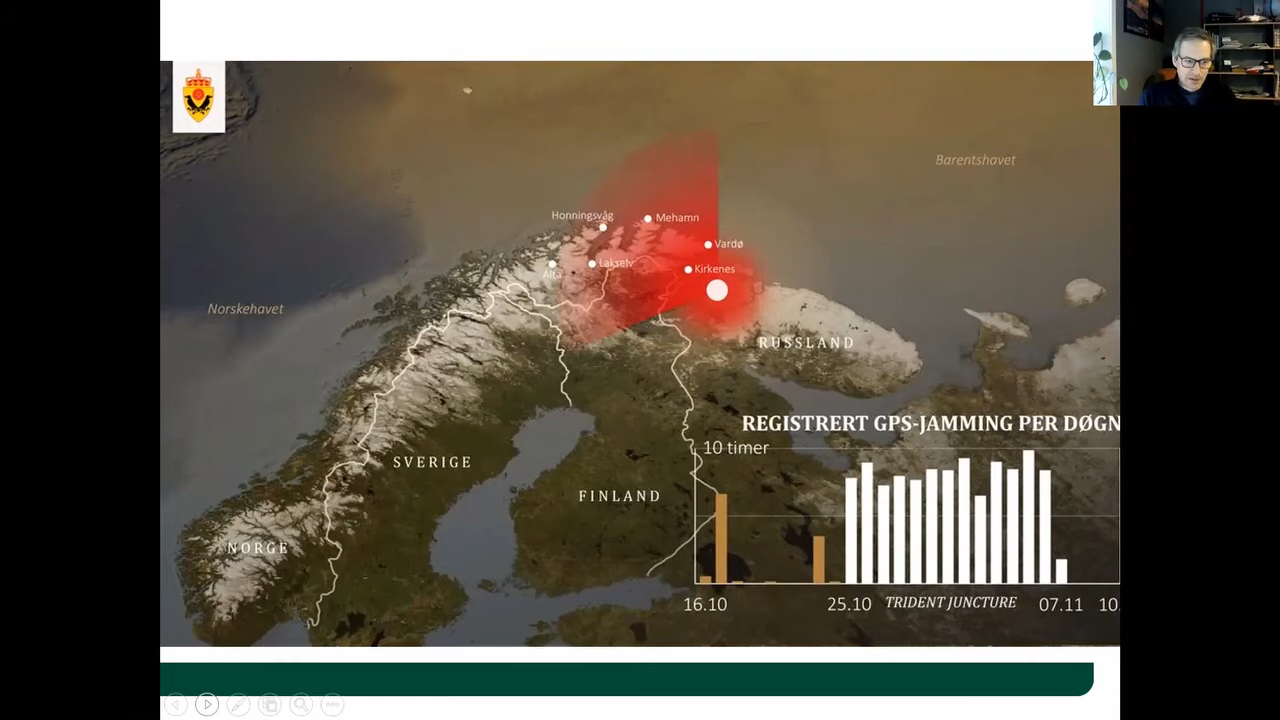 Barentshavet
Honningsvåg
Mehamn
Vardø
Lakselv
Kirkenes
Alta
Norskehavet
RUSSLAND
REGISTRERT GPS-JAMMING PER DØGN
10 timer
SVERIGE
FINLAND
NORGE
16.10
25.10
TRIDENT JUNCTURE
07.11
10.